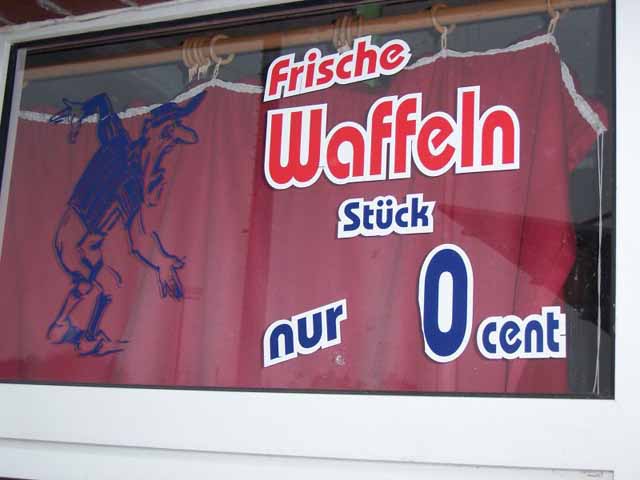 Frische
Waffeln
Stück
nur 0 cent